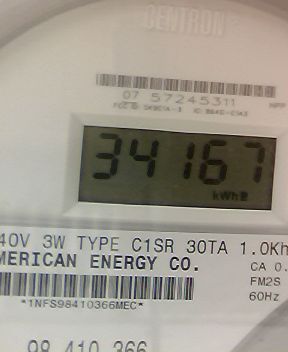 CENTRON
07 57245311
34167
kWh
40V 3W TYPE C1SR 30TA 1.0Kh
MERICAN ENERGY CO.
CA 0.
FM2S
*1NFS98410366MEC*
60Hz
98 410 366